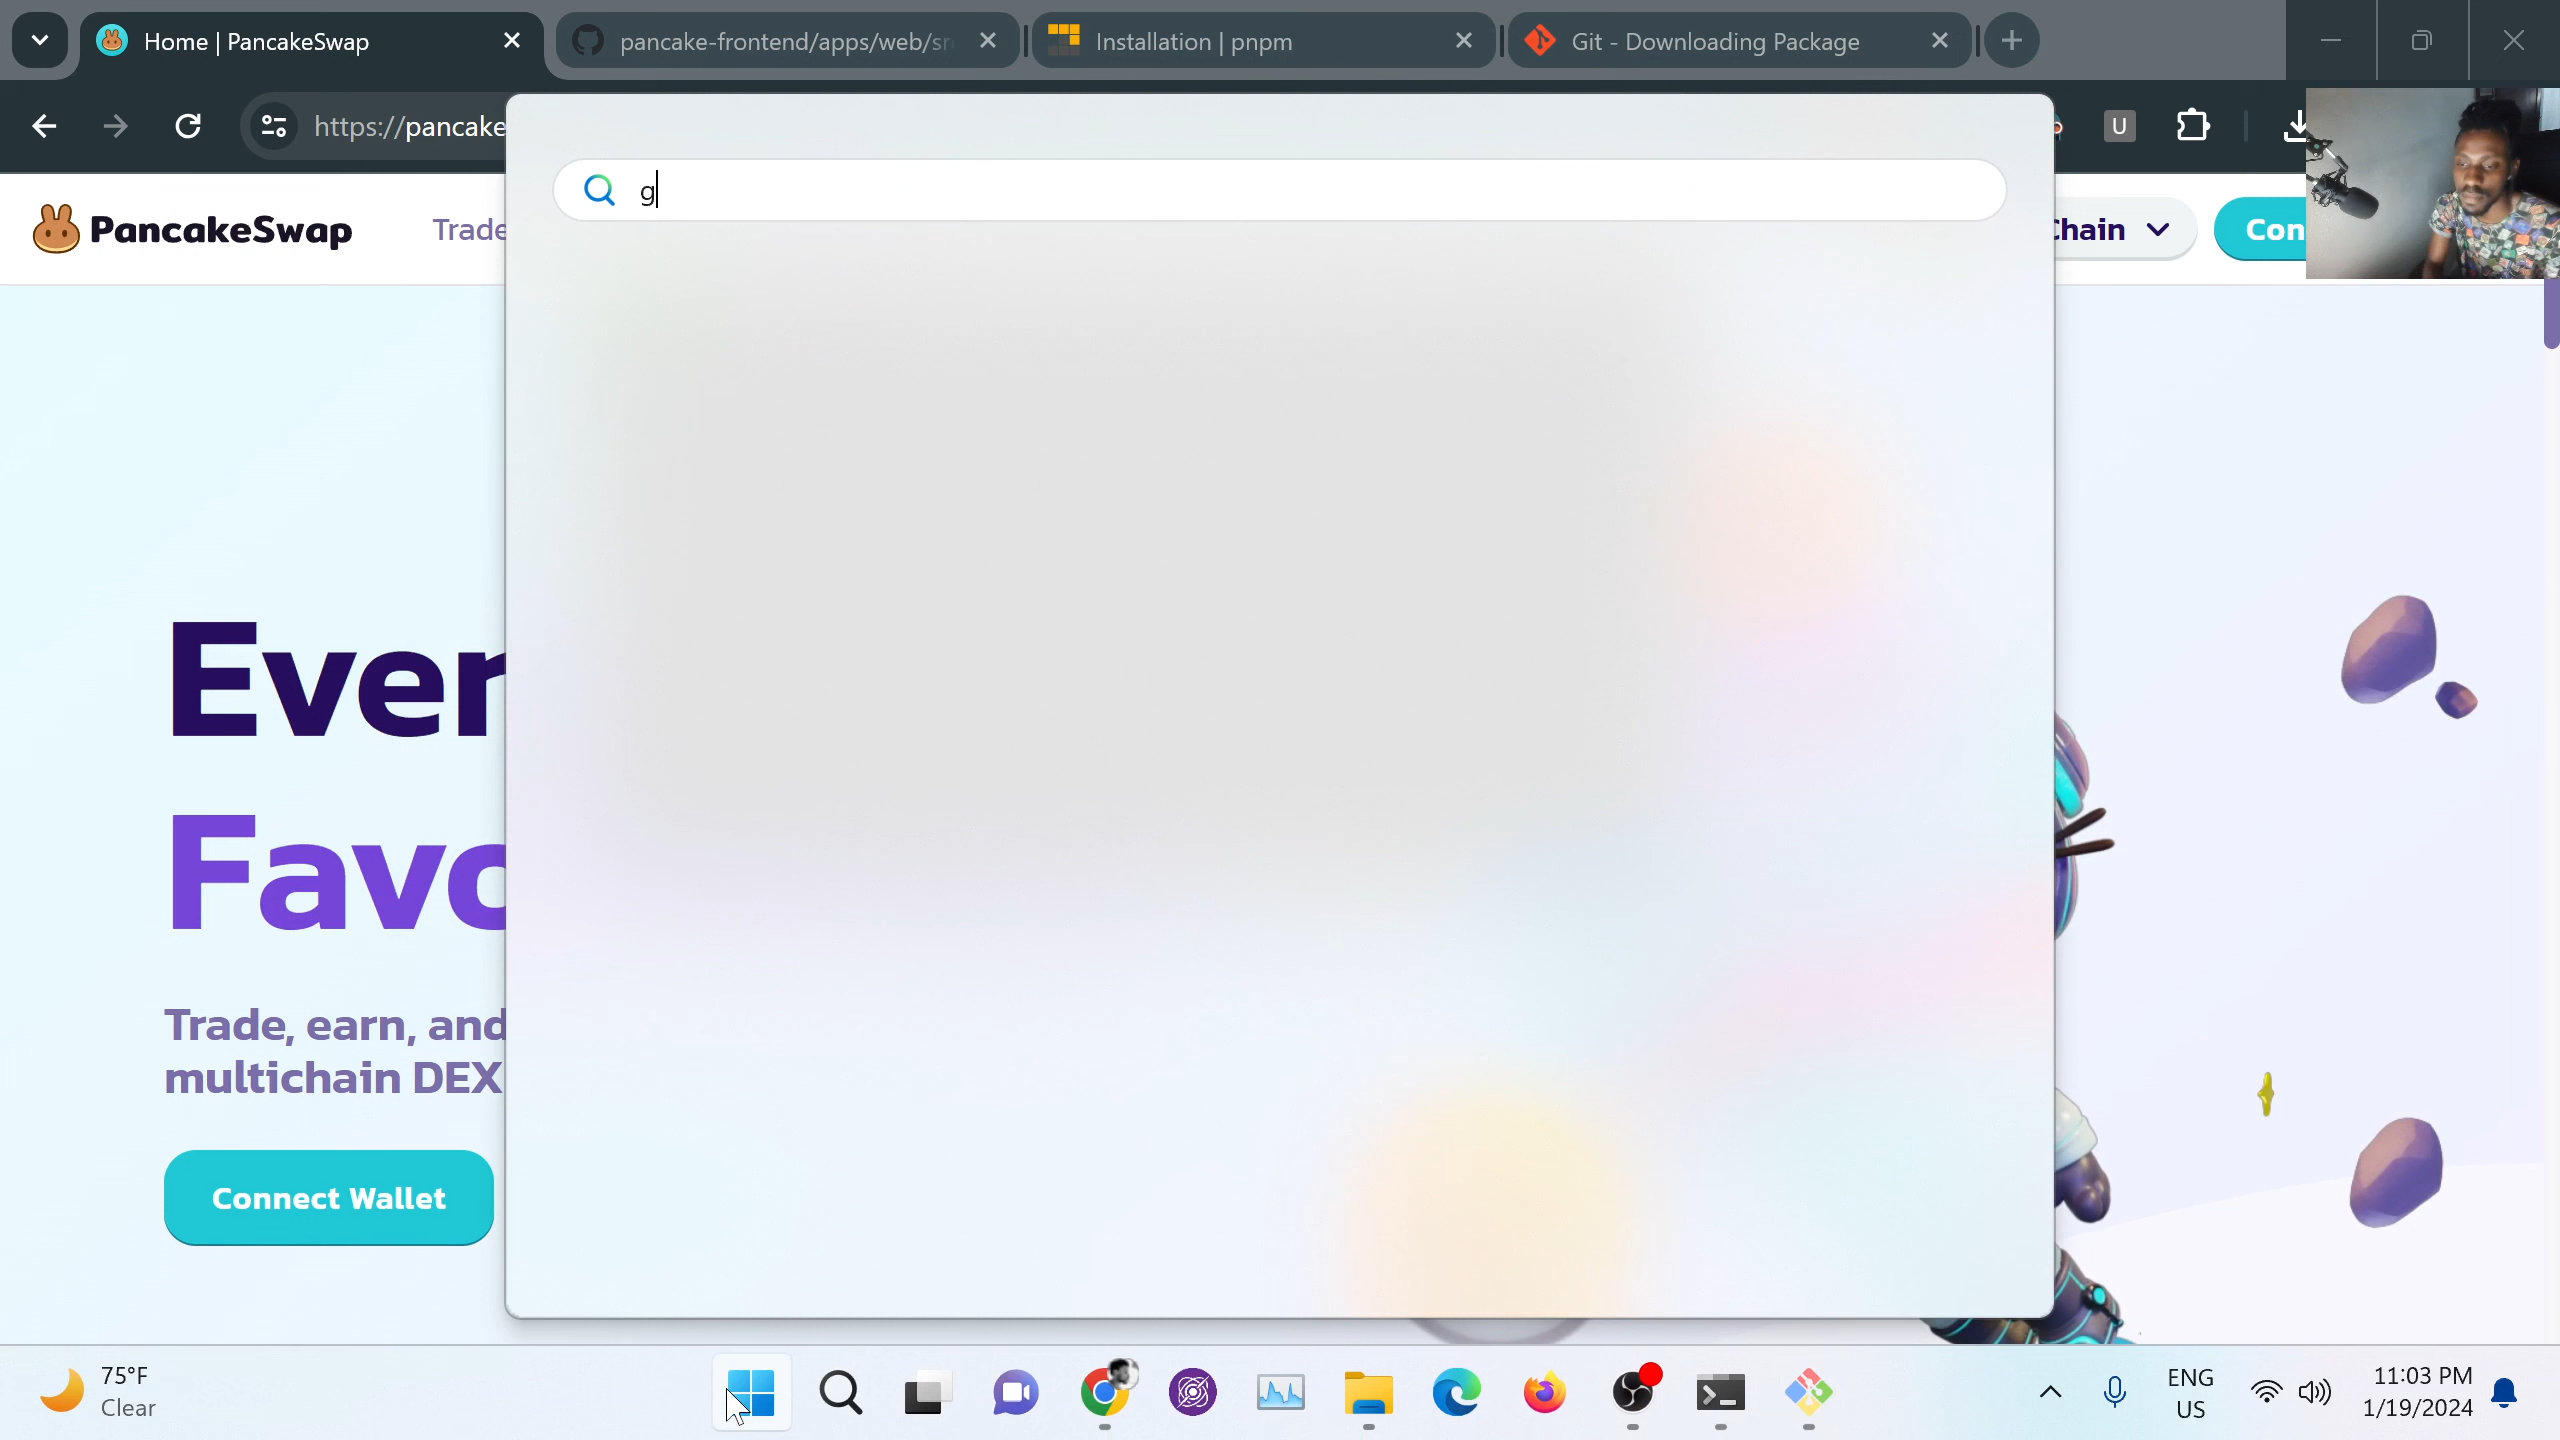 Home | PancakeSwap
pancake-frontend/apps/web/sr
Installation | pnpm
Git - Downloading Package
https://pancake
U
g
PancakeSwap
Trade
Chain
Con
Ever
Favo
Trade, earn, and
multichain DEX
Connect Wallet
75°F
Clear
ENG
US
11:03 PM
1/19/2024